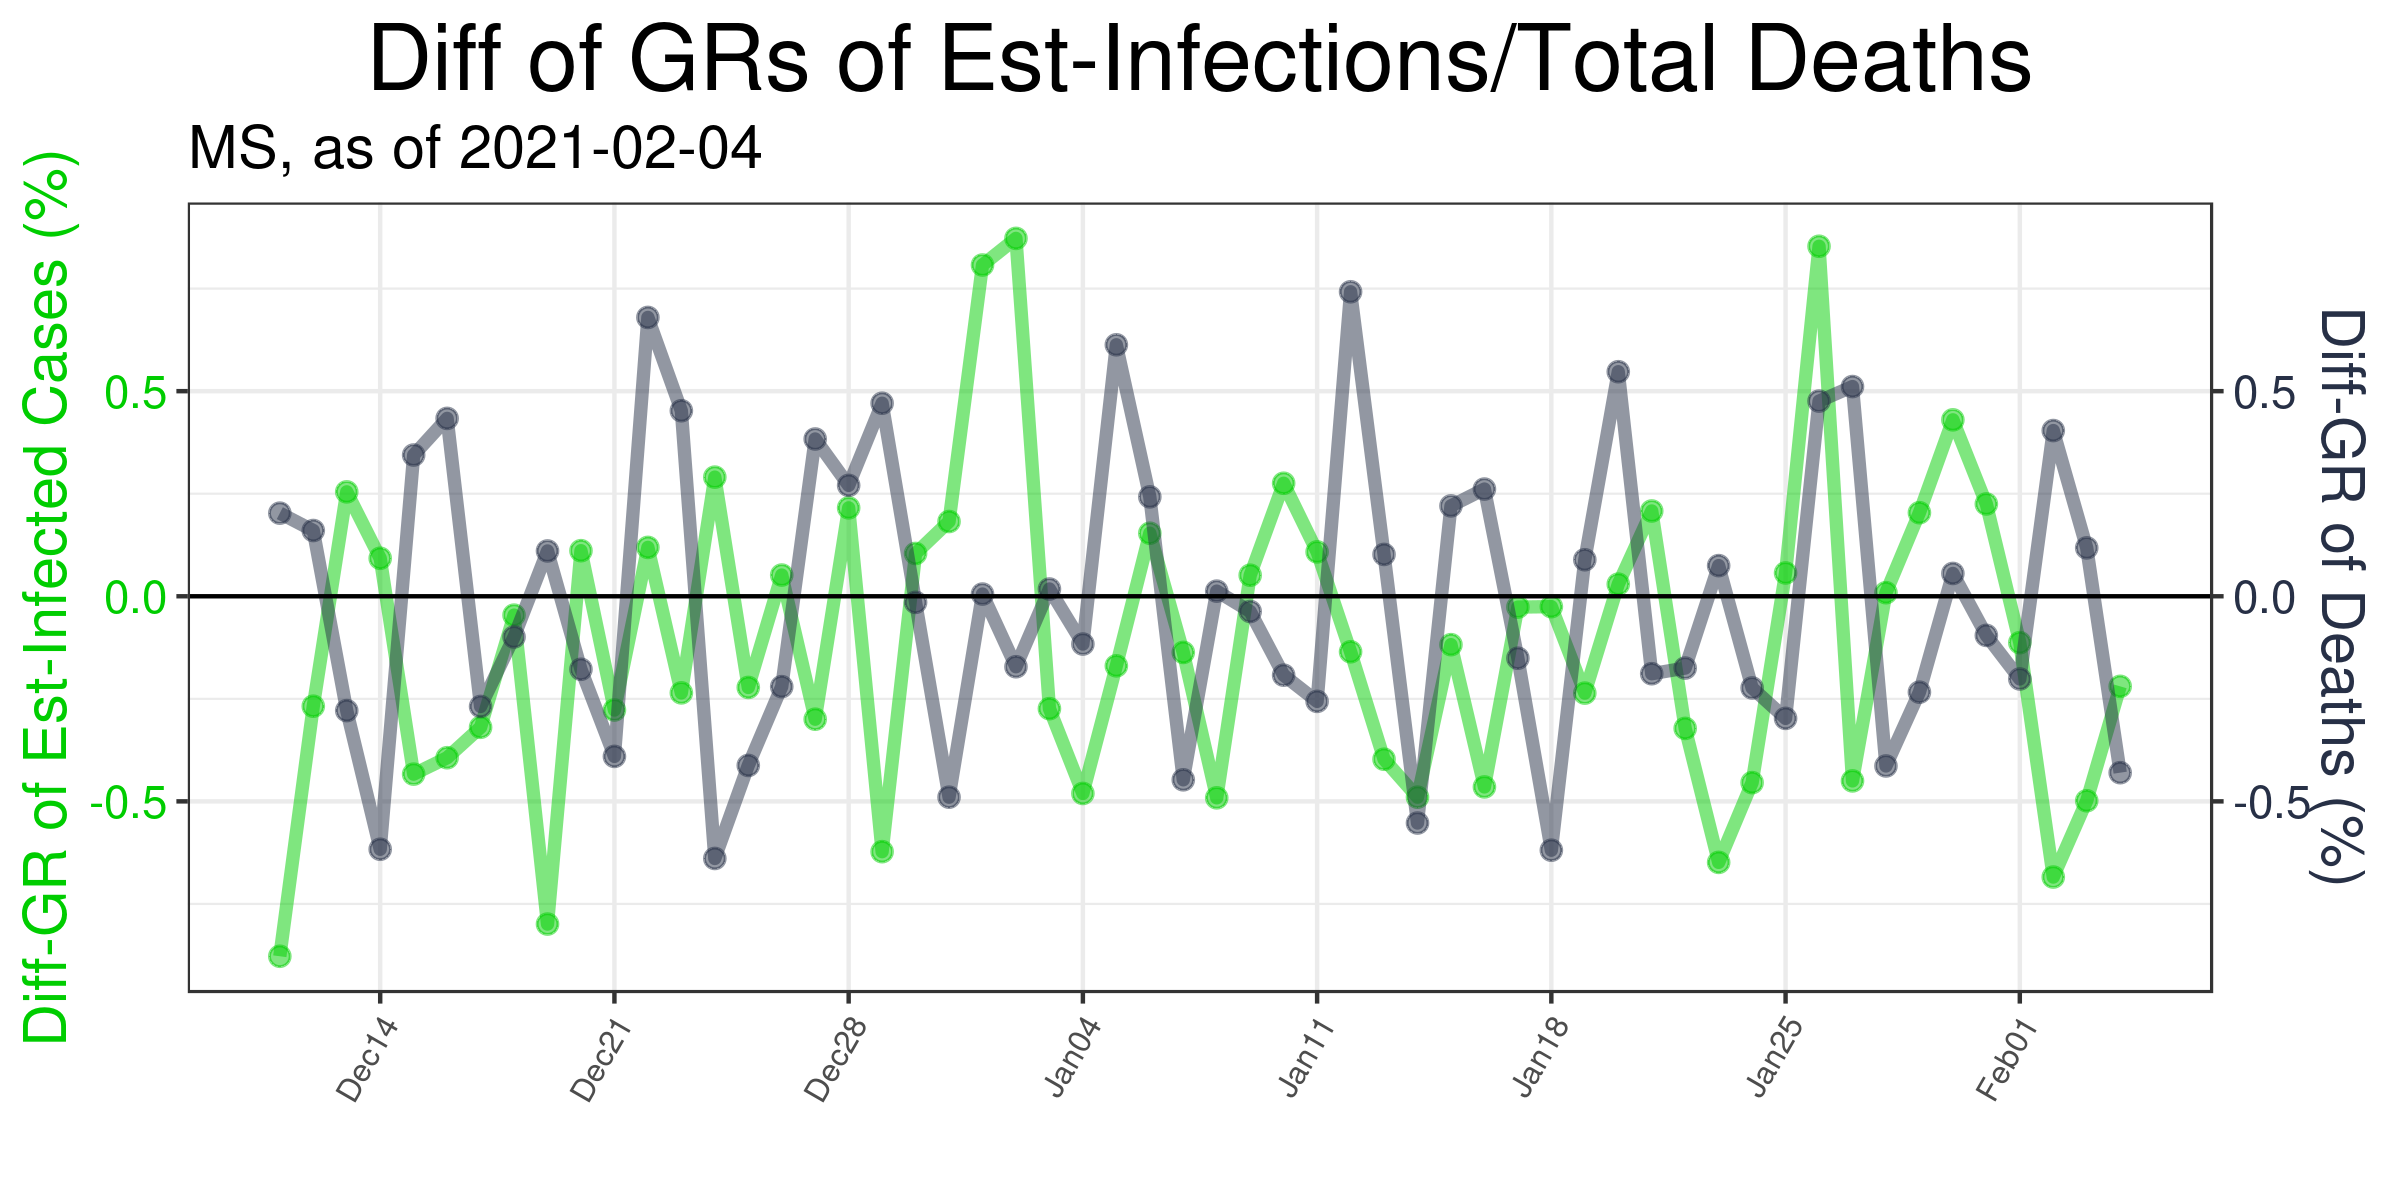 Diff of GRs of Est-Infections/Total Deaths
MS, as of 2021-02-04
Diff-GR of Est-Infected Cases (%)
0.5
0.0
-0.5
0.5
0.0
-0.5
Diff-GR of Deaths (%)
Dec14
Dec21
Dec28
Jan04
Jan11
Jan18
Jan25
Feb01